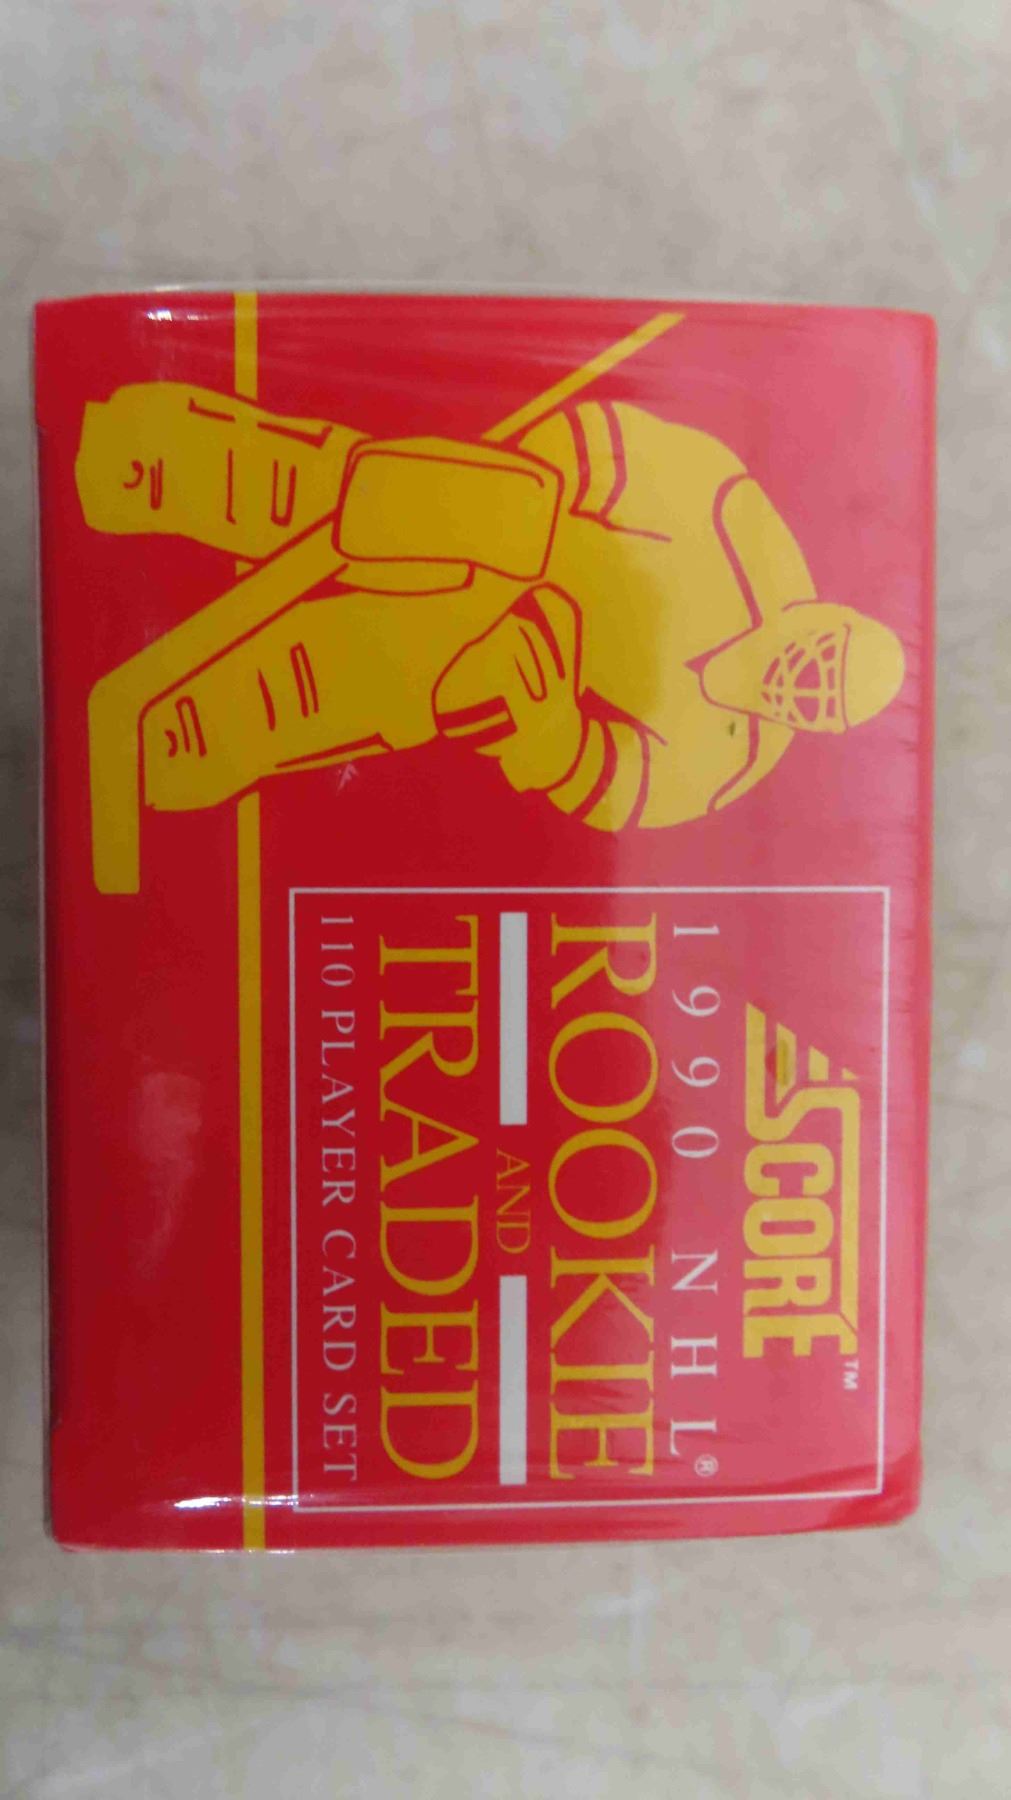 SCORE™
1990 NHL®
ROOKIE
AND
TRADED
110 PLAYER CARD SET